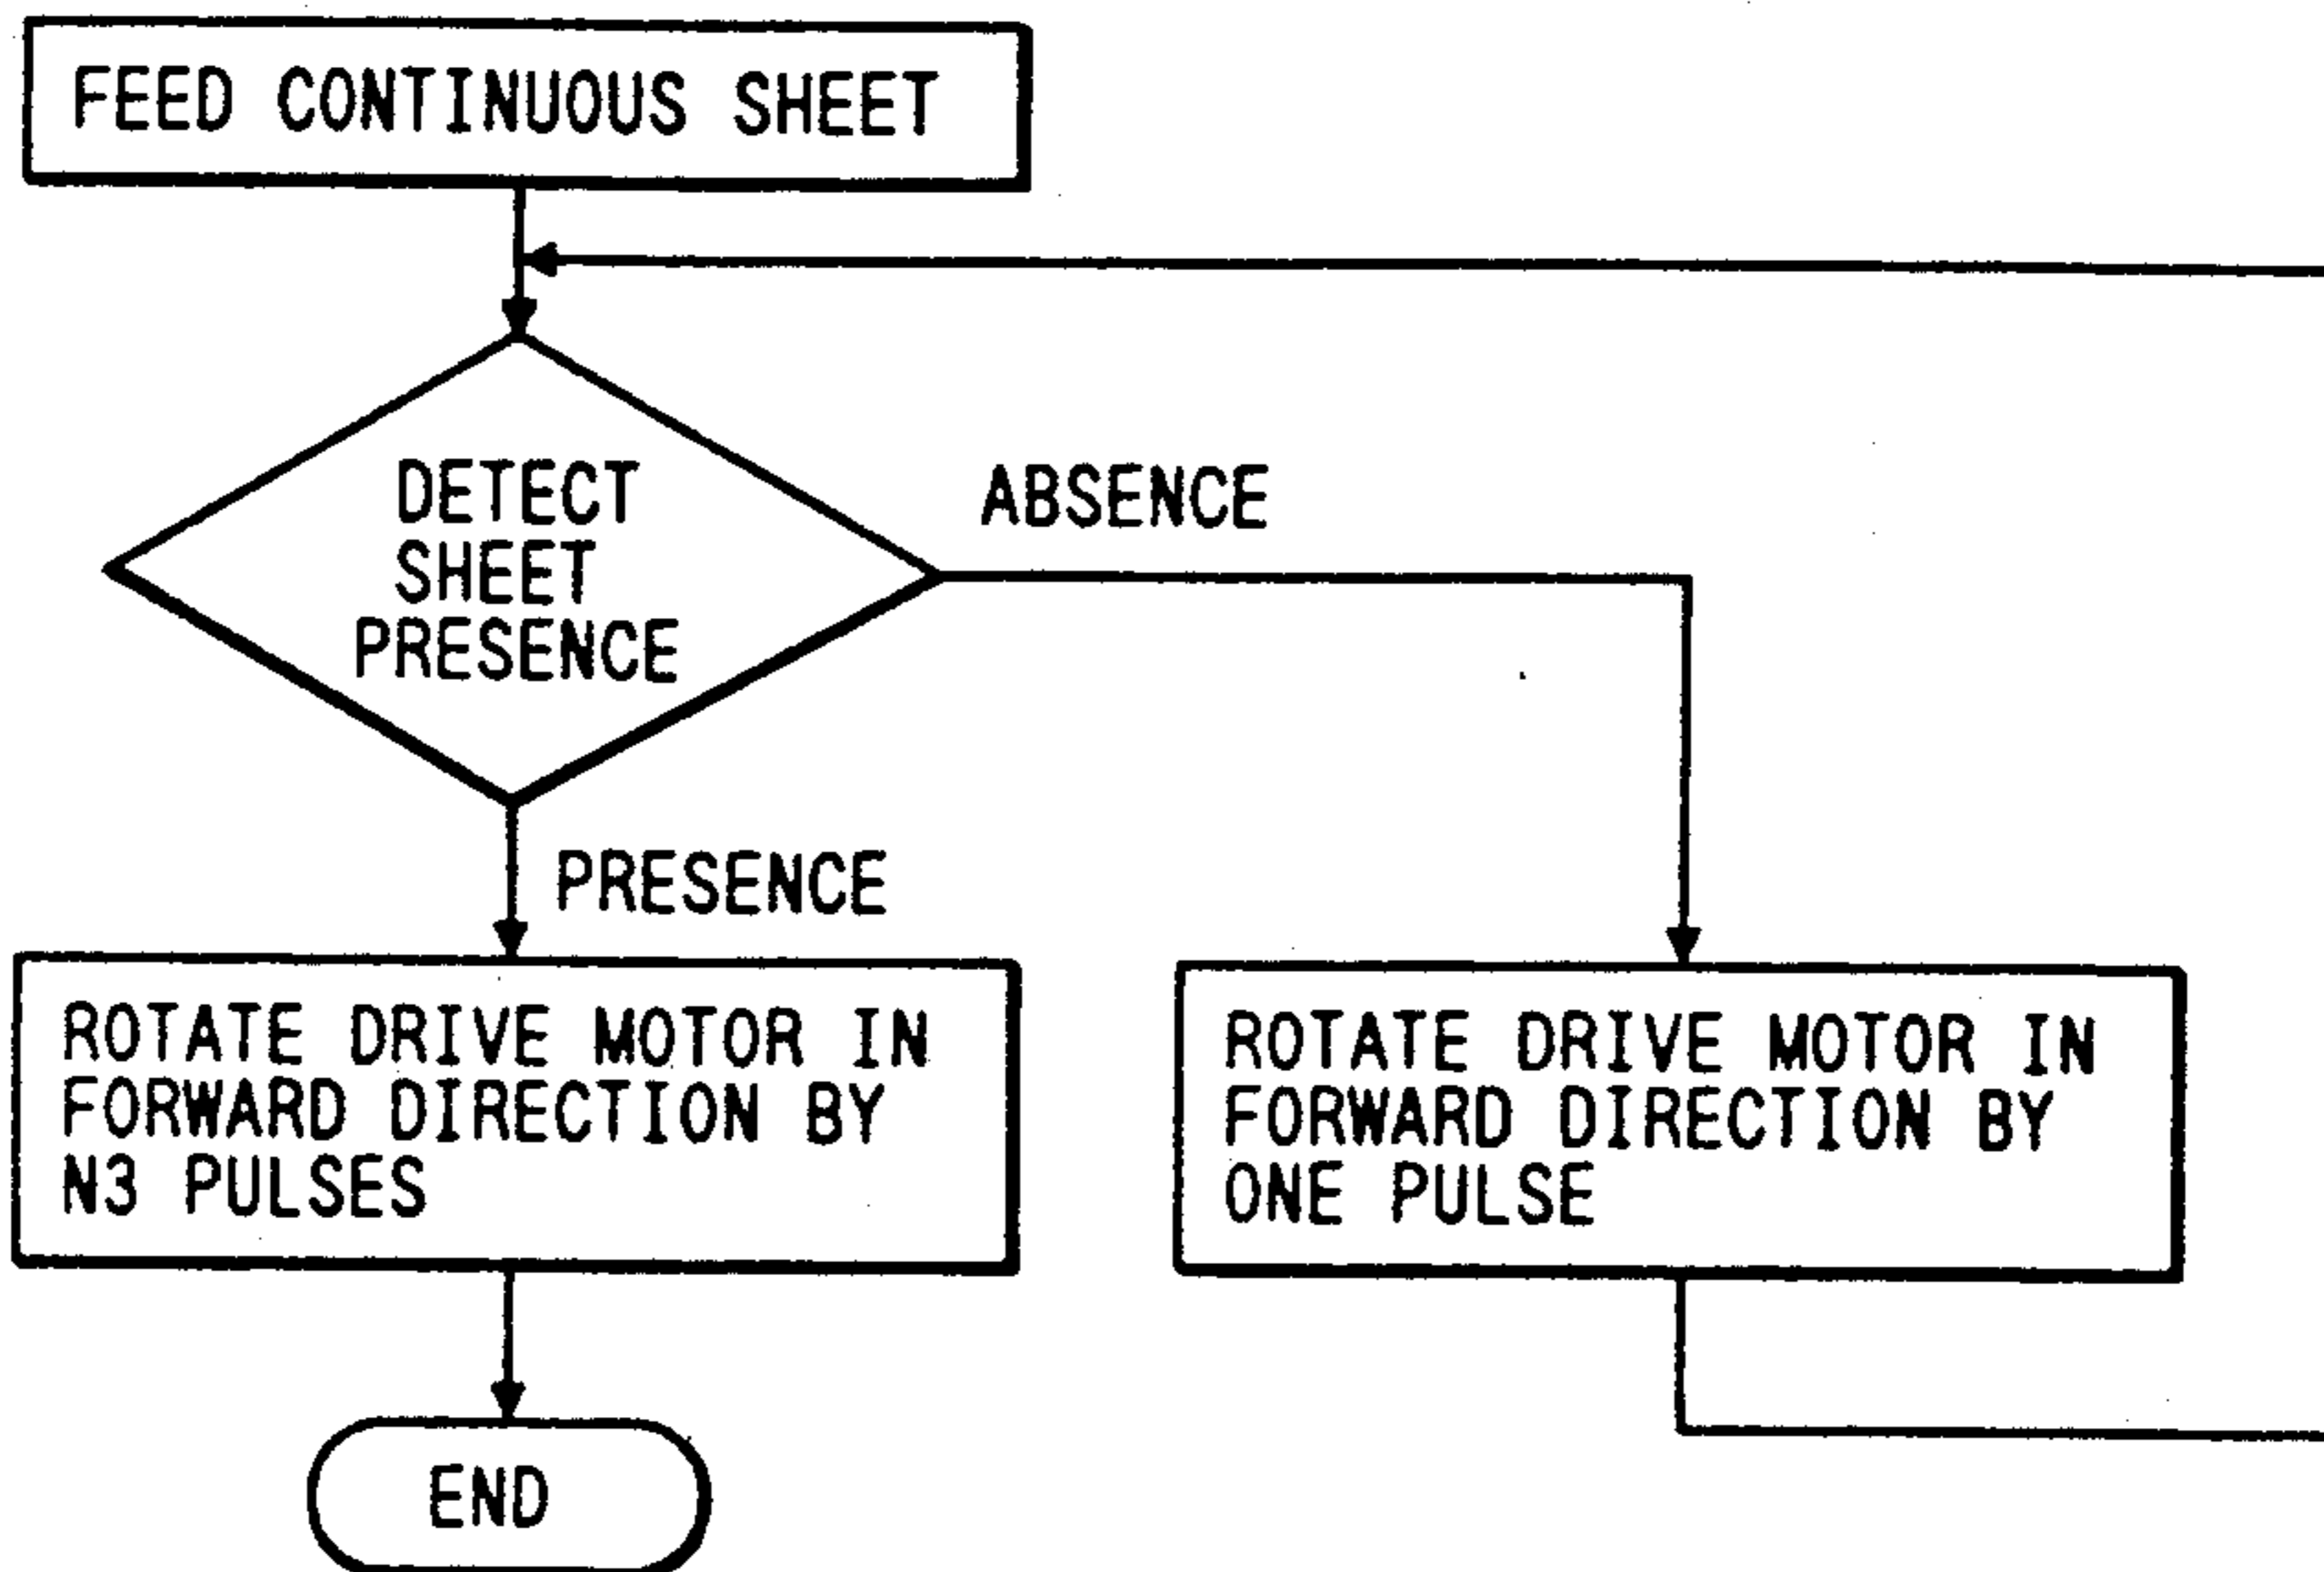 FEED CONTINUOUS SHEET
DETECT
SHEET
PRESENCE
ABSENCE
PRESENCE
ROTATE DRIVE MOTOR IN
FORWARD DIRECTION BY
N3 PULSES
ROTATE DRIVE MOTOR IN
FORWARD DIRECTION BY
ONE PULSE
END